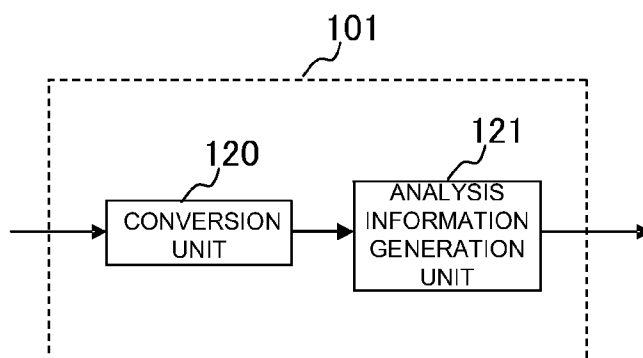 101
120
121
CONVERSION
UNIT
ANALYSIS
INFORMATION
GENERATION
UNIT